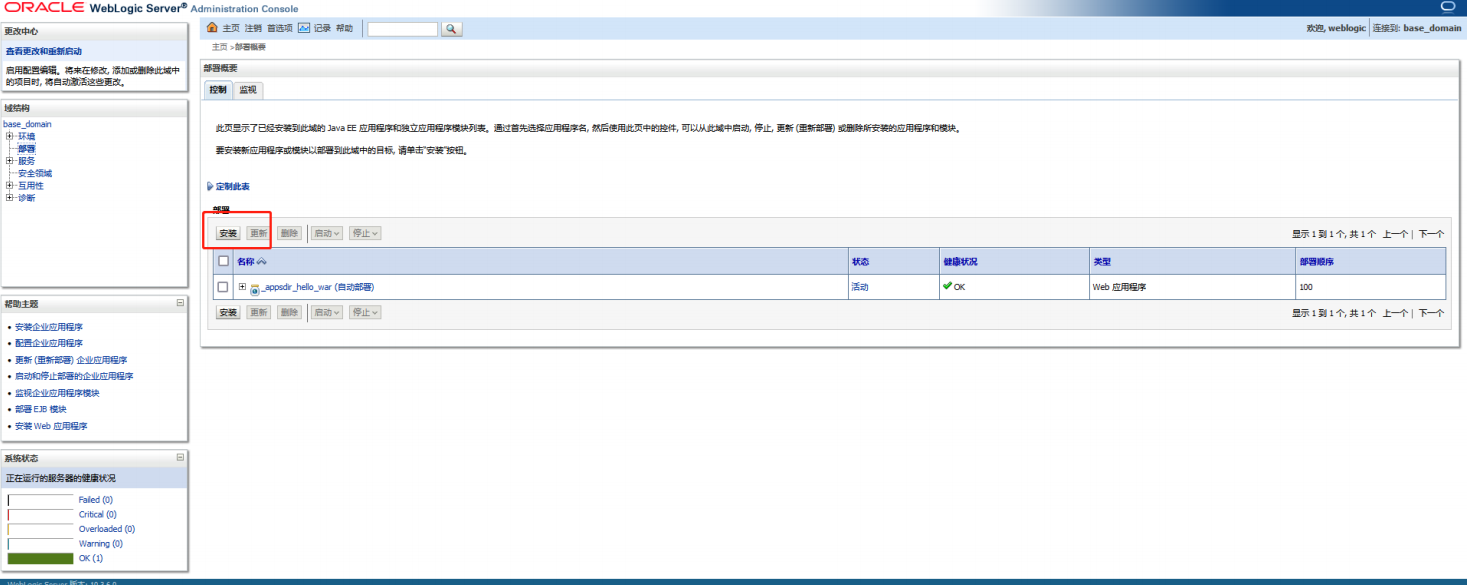 ORACLE WebLogic Server® Administration Console
更改中心
查看更改和重新启动
启用配置编辑。将来在修改, 添加或删除此域中
的项目时, 将自动激活这些更改。
域结构
base_domain
环境
部署
服务
安全领域
互用性
诊断
帮助主题
安装企业应用程序
配置企业应用程序
更新 (重新部署) 企业应用程序
启动和停止部署的企业应用程序
监视企业应用程序模块
部署 EJB 模块
安装 Web 应用程序
系统状态
正在运行的服务器的健康状况
Failed (0)
Critical (0)
Overloaded (0)
Warning (0)
OK (1)
主页 注销 首选项 记录 帮助
欢迎, weblogic 连接到: base_domain
主页 >部署概要
部署概要
控制 监视
此页显示了已经安装到此域的 Java EE 应用程序和独立应用程序模块列表。通过首先选择应用程序名, 然后使用此页中的控件, 可以从此域中启动, 停止, 更新 (重新部署) 或删除所安装的应用程序和模块。
要安装新应用程序或模块以部署到此域中的目标, 请单击"安装"按钮。
定制此表
部署
安装 更新 删除 启动 停止 显示 1 到 1 个, 共 1 个 上一个 | 下一个
名称 状态 健康状况 类型 部署顺序
_appsdir_hello_war (自动部署) 活动 OK Web 应用程序 100
安装 更新 删除 启动 停止 显示 1 到 1 个, 共 1 个 上一个 | 下一个
WebLogic Server 版本: 10.3.6.0